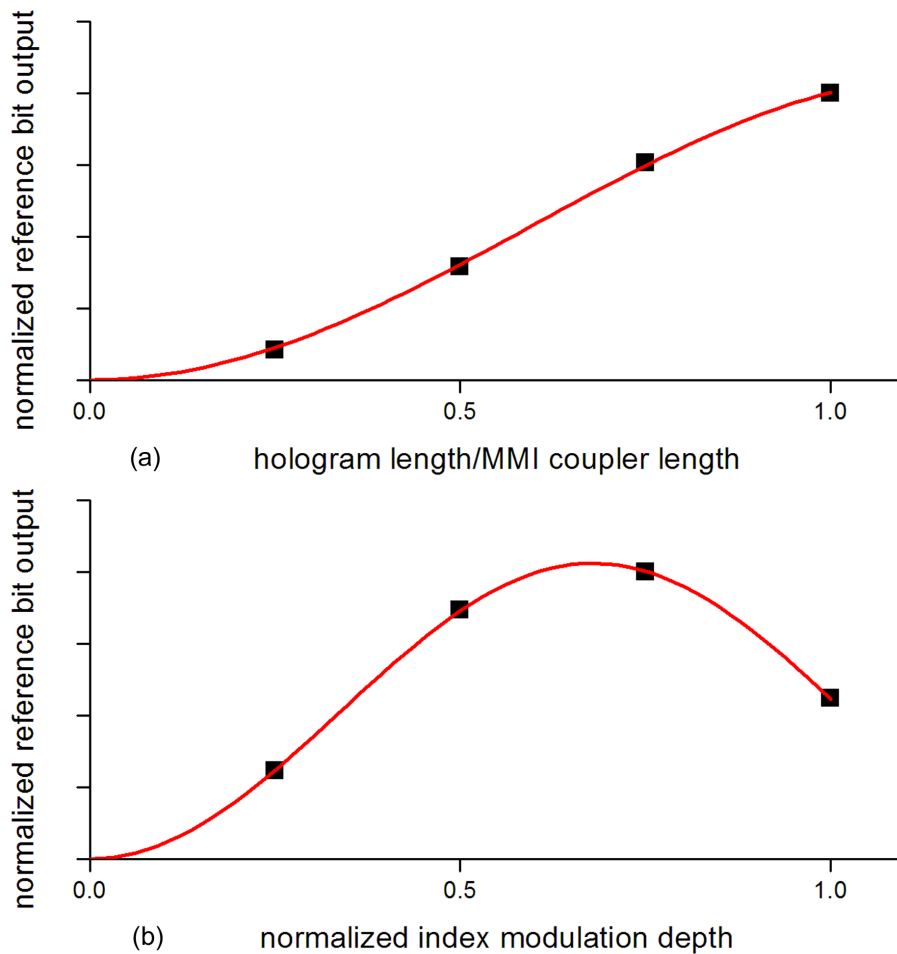 normalized reference bit output
0.0
0.5
1.0
(a)
hologram length/MMI coupler length
normalized reference bit output
0.0
0.5
1.0
(b)
normalized index modulation depth